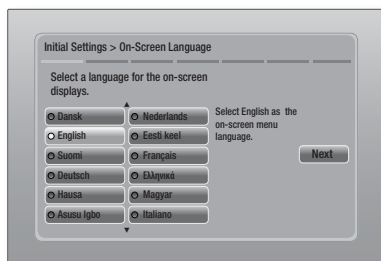 Initial Settings > On-Screen Language
Select a language for the on-screen
displays.
Dansk
English
Suomi
Deutsch
Hausa
Asusu Igbo
Nederlands
Eesti keel
Français
Ελληνικά
Magyar
Italiano
Select English as the
on-screen menu
language.
Next